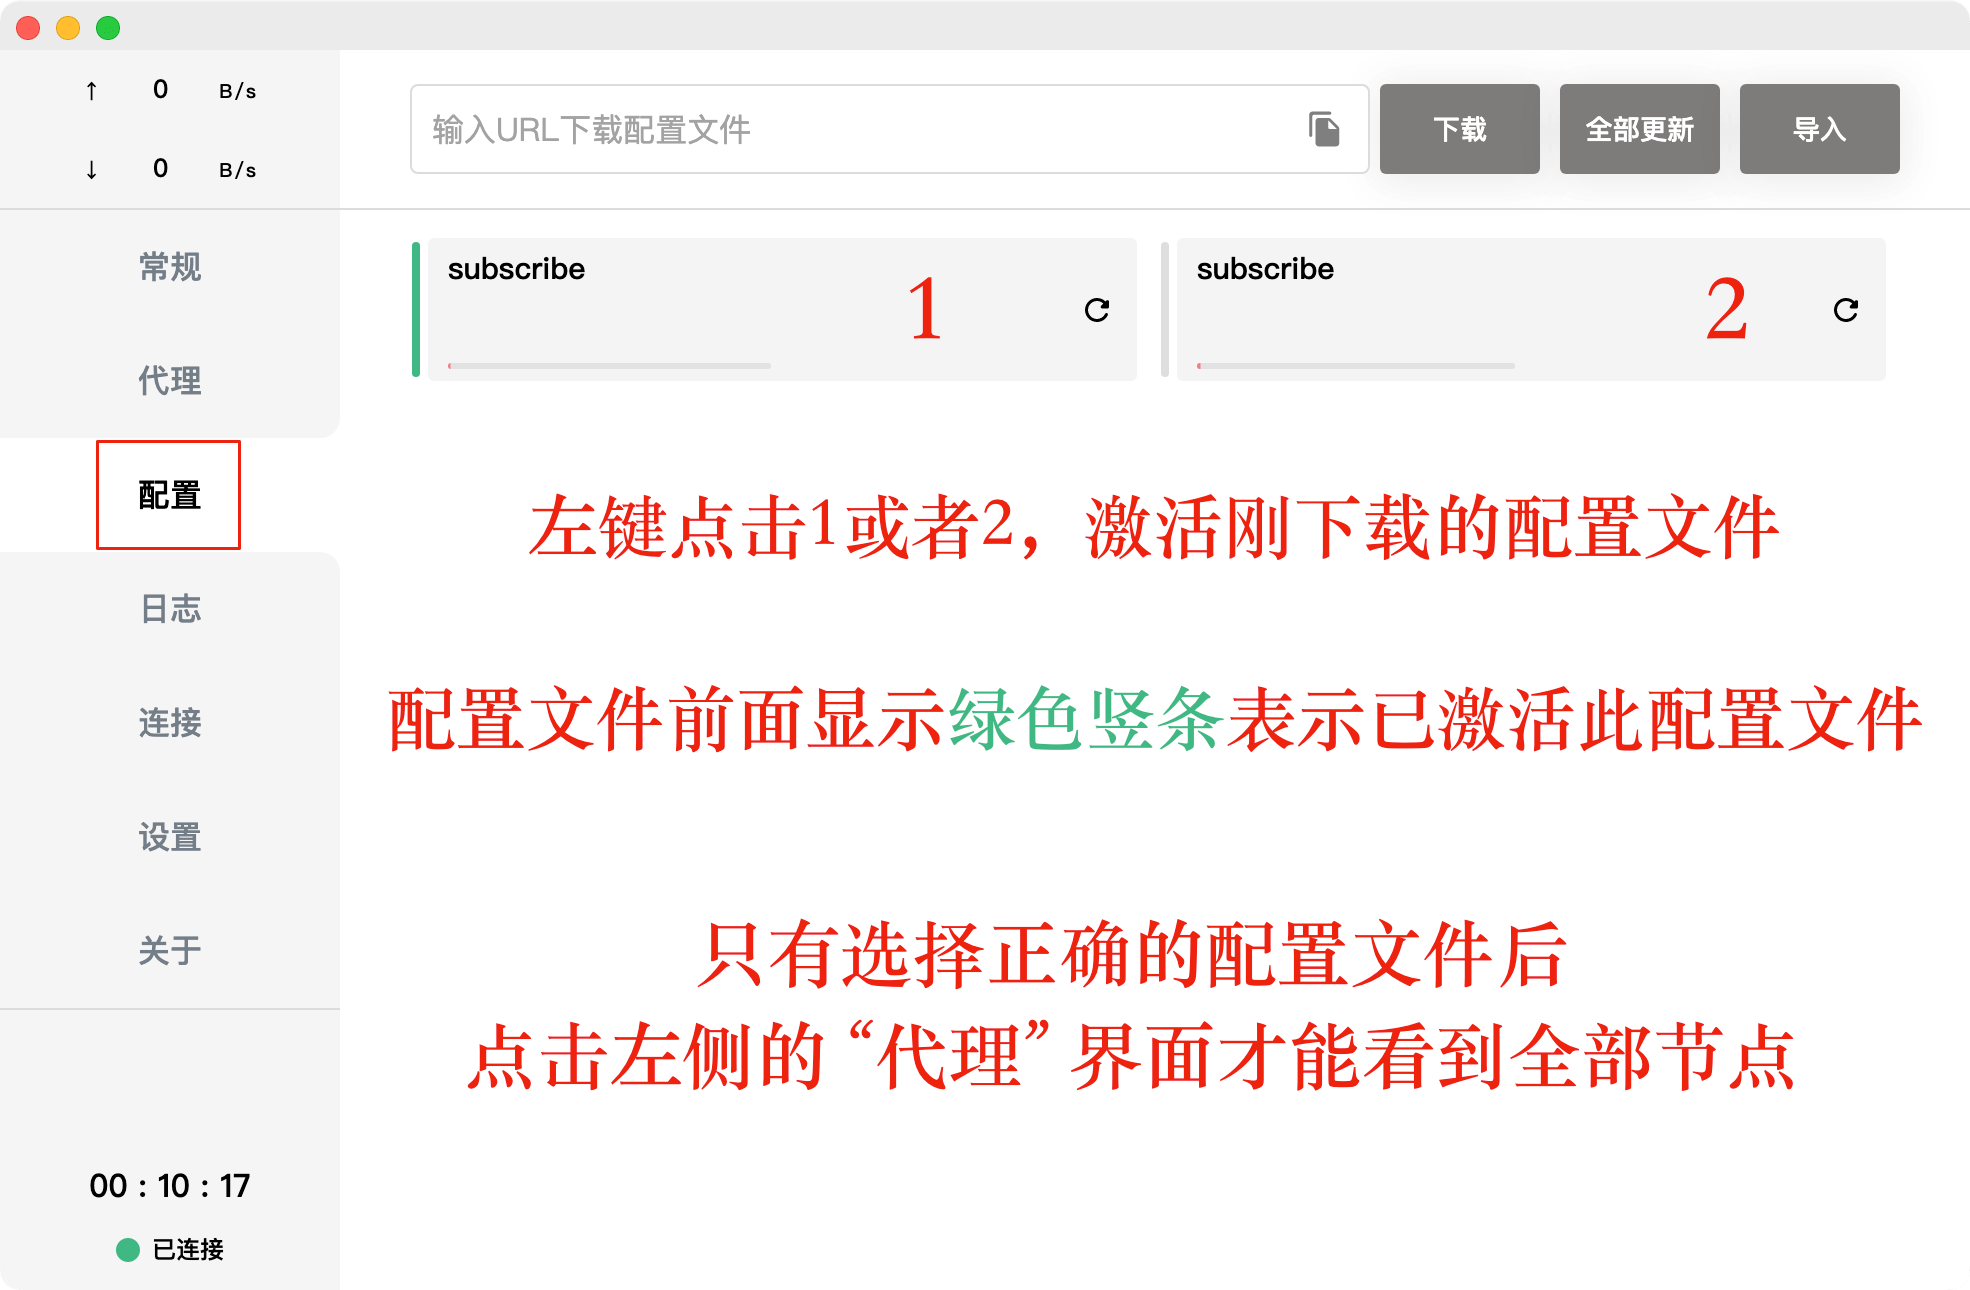 ↑ 0 B/s
↓ 0 B/s
输入URL下载配置文件
下载
全部更新
导入
常规
代理
配置
日志
连接
设置
关于
00 : 10 : 17
已连接
subscribe
1
subscribe
2
左键点击1或者2，激活刚下载的配置文件
配置文件前面显示绿色竖条表示已激活此配置文件
只有选择正确的配置文件后
点击左侧的“代理”界面才能看到全部节点